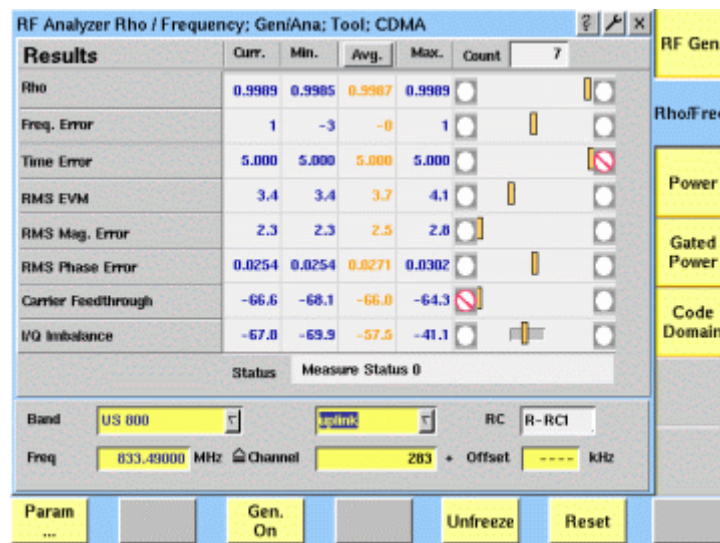 RF Analyzer Rho / Frequency; Gen/Ana; Tool; CDMA ?
RF Gen.
Results Curr. Min. Avg. Max. Count 7
Rho 0.9989 0.9985 0.9987 0.9989
Freq. Error 1 -3 -0 1
Rho/Freq
Time Error 5.000 5.000 5.000 5.000
RMS EVM 3.4 3.4 3.7 4.1
Power
RMS Mag. Error 2.3 2.3 2.5 2.8
Gated
Power
RMS Phase Error 0.0254 0.0254 0.0271 0.0302
Carrier Feedthrough -66.6 -68.1 -66.0 -64.3
Code
Domain
I/Q Imbalance -67.8 -69.9 -57.5 -41.1
Status Measure Status 0
Band US 800 uplink RC R-RC1
Freq 833.49000 MHz ≙ Channel 283 + Offset ---- kHz
Param
...
Gen.
On
Unfreeze
Reset